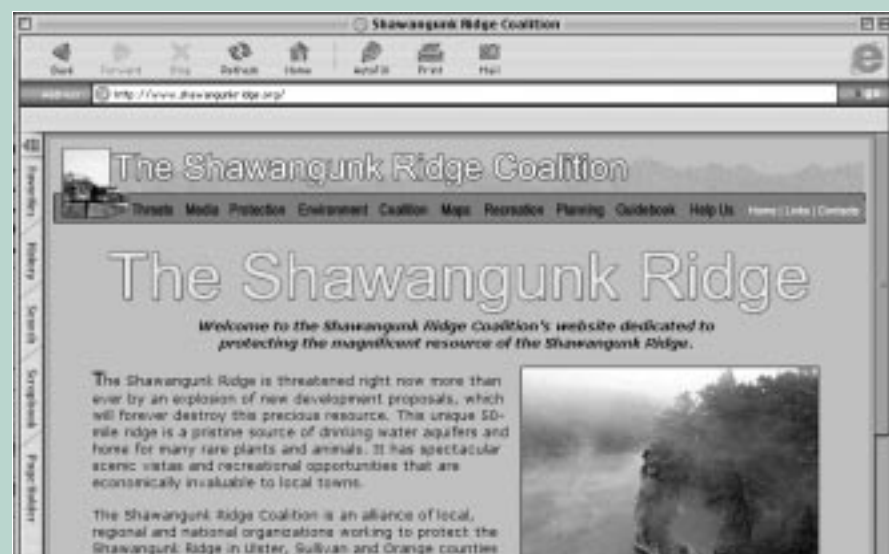 Shawangunk Ridge Coalition
Back Forward Stop Refresh Home AutoFill Print Mail
http://www.shawangunkridge.org/
Favorites
History
Search
Scrapbook
Page Holder
The Shawangunk Ridge Coalition
Threats Media Protection Environment Coalition Maps Recreation Planning Guidebook Help Us Home | Links | Contacts
The Shawangunk Ridge
Welcome to the Shawangunk Ridge Coalition's website dedicated to
protecting the magnificent resource of the Shawangunk Ridge.
The Shawangunk Ridge is threatened right now more than
ever by an explosion of new development proposals, which
will forever destroy this precious resource. This unique 50-
mile ridge is a pristine source of drinking water aquifers and
home for many rare plants and animals. It has spectacular
scenic vistas and recreational opportunities that are
economically invaluable to local towns.
The Shawangunk Ridge Coalition is an alliance of local,
regional and national organizations working to protect the
Shawangunk Ridge in Ulster, Sullivan and Orange counties